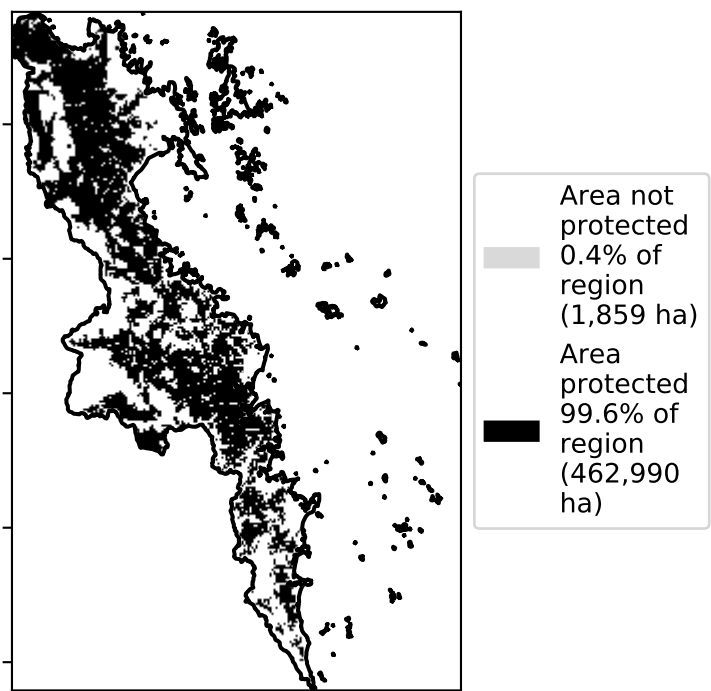 Area not
protected
0.4% of
region
(1,859 ha)
Area
protected
99.6% of
region
(462,990
ha)